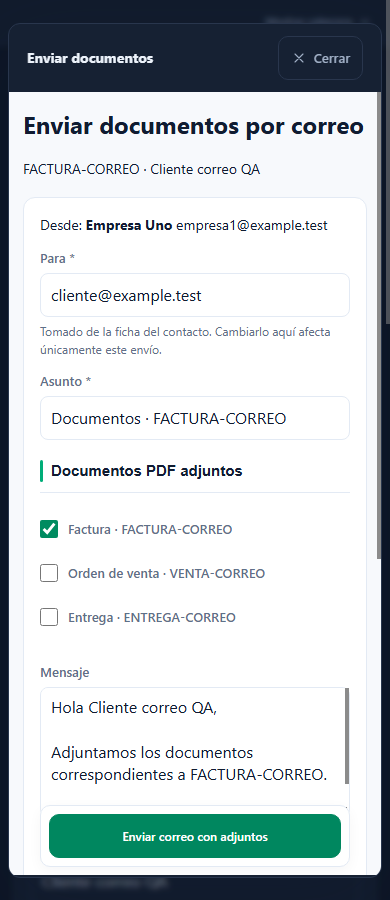 Enviar documentos
× Cerrar
Enviar documentos por correo
FACTURA-CORREO · Cliente correo QA
Desde: Empresa Uno empresa1@example.test
Para *
cliente@example.test
Tomado de la ficha del contacto. Cambiarlo aquí afecta
únicamente este envío.
Asunto *
Documentos · FACTURA-CORREO
Documentos PDF adjuntos
Factura · FACTURA-CORREO
Orden de venta · VENTA-CORREO
Entrega · ENTREGA-CORREO
Mensaje
Hola Cliente correo QA,
Adjuntamos los documentos
correspondientes a FACTURA-CORREO.
Enviar correo con adjuntos